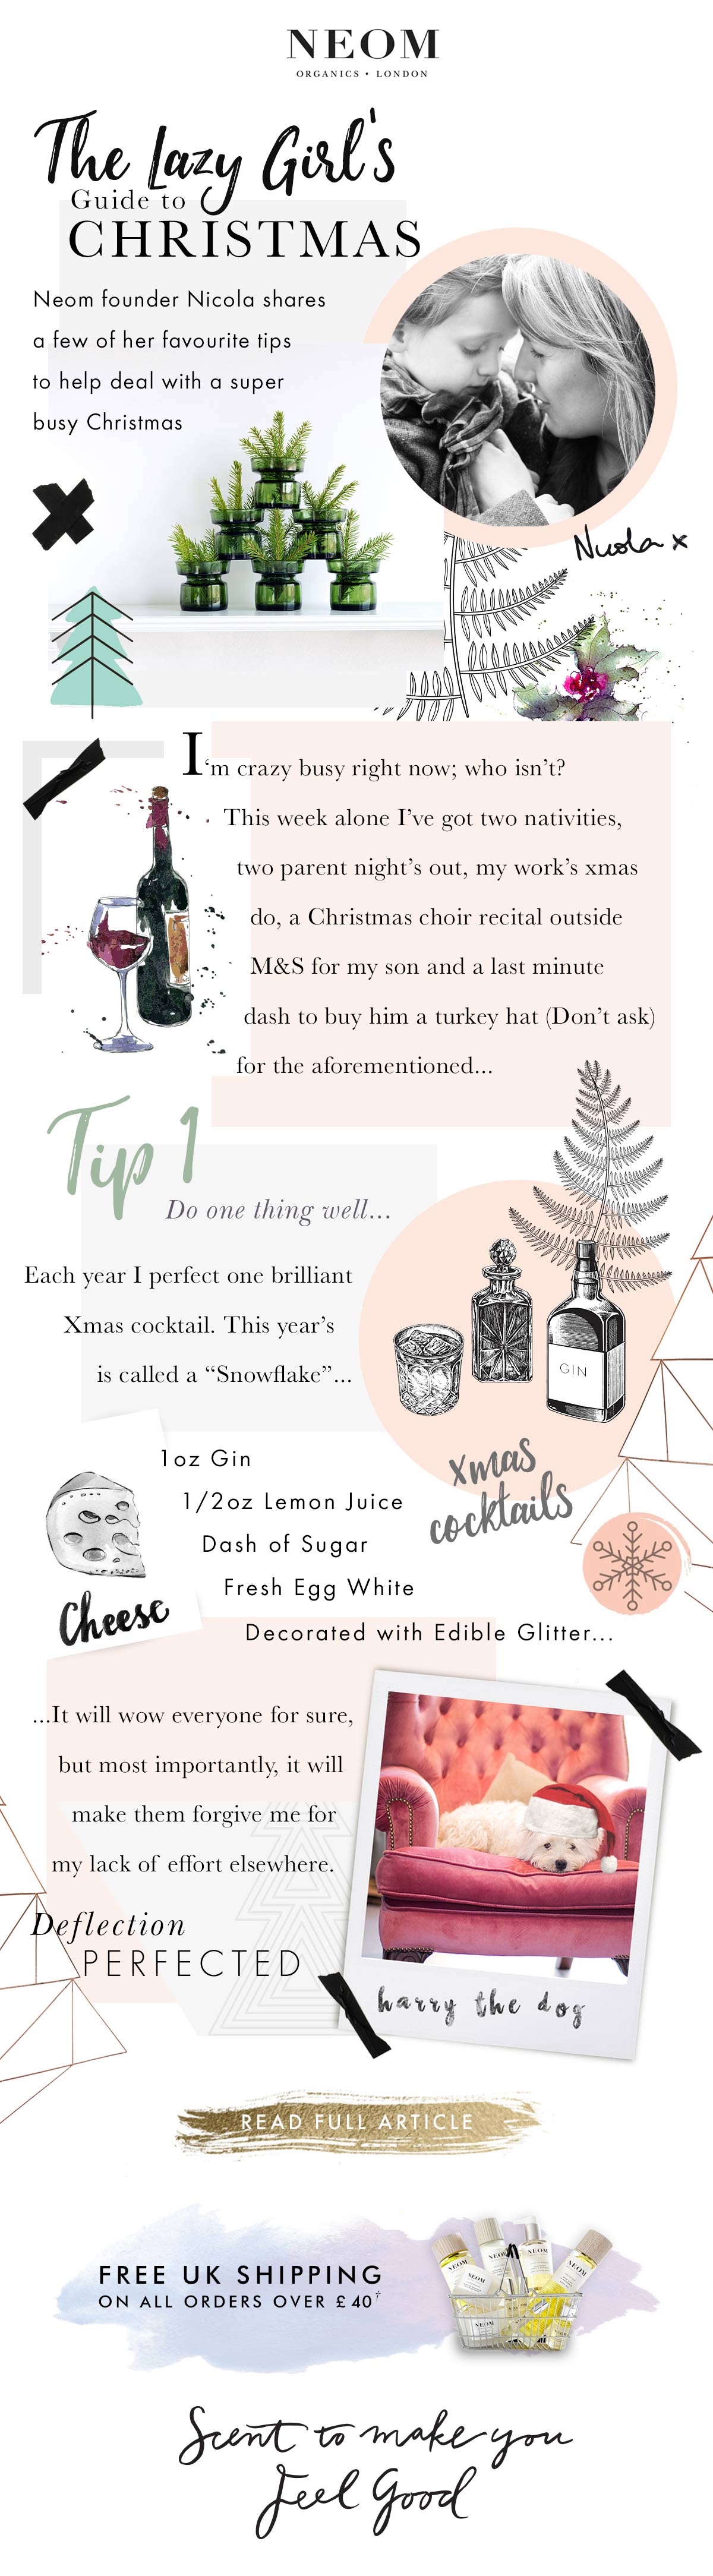 NEOM
ORGANICS • LONDON
The Lazy Girl's
Guide to
CHRISTMAS
Neom founder Nicola shares
a few of her favourite tips
to help deal with a super
busy Christmas
Nicola x
I‘m crazy busy right now; who isn’t?
This week alone I’ve got two nativities,
two parent night’s out, my work’s xmas
do, a Christmas choir recital outside
M&S for my son and a last minute
dash to buy him a turkey hat (Don’t ask)
for the aforementioned...
Tip 1
Do one thing well...
Each year I perfect one brilliant
Xmas cocktail. This year’s
is called a “Snowflake”...
GIN
xmas
cocktails
1oz Gin
1/2oz Lemon Juice
Dash of Sugar
Fresh Egg White
Decorated with Edible Glitter...
Cheese
...It will wow everyone for sure,
but most importantly, it will
make them forgive me for
my lack of effort elsewhere.
Deflection
PERFECTED
harry the dog
READ FULL ARTICLE
FREE UK SHIPPING
ON ALL ORDERS OVER £40†
NEOM
NEOM
NEOM
NEOM
Scent to make you
feel Good